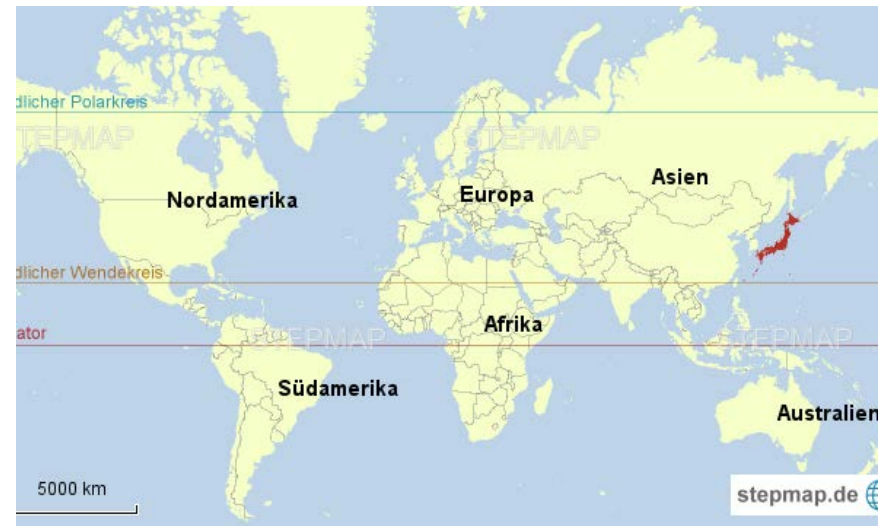 dlicher Polarkreis
STEPMAP
STEPMAP
Nordamerika
Europa
Asien
dlicher Wendekreis
ator
STEPMAP
Afrika
STEPMAP
Südamerika
Australien
5000 km
stepmap.de